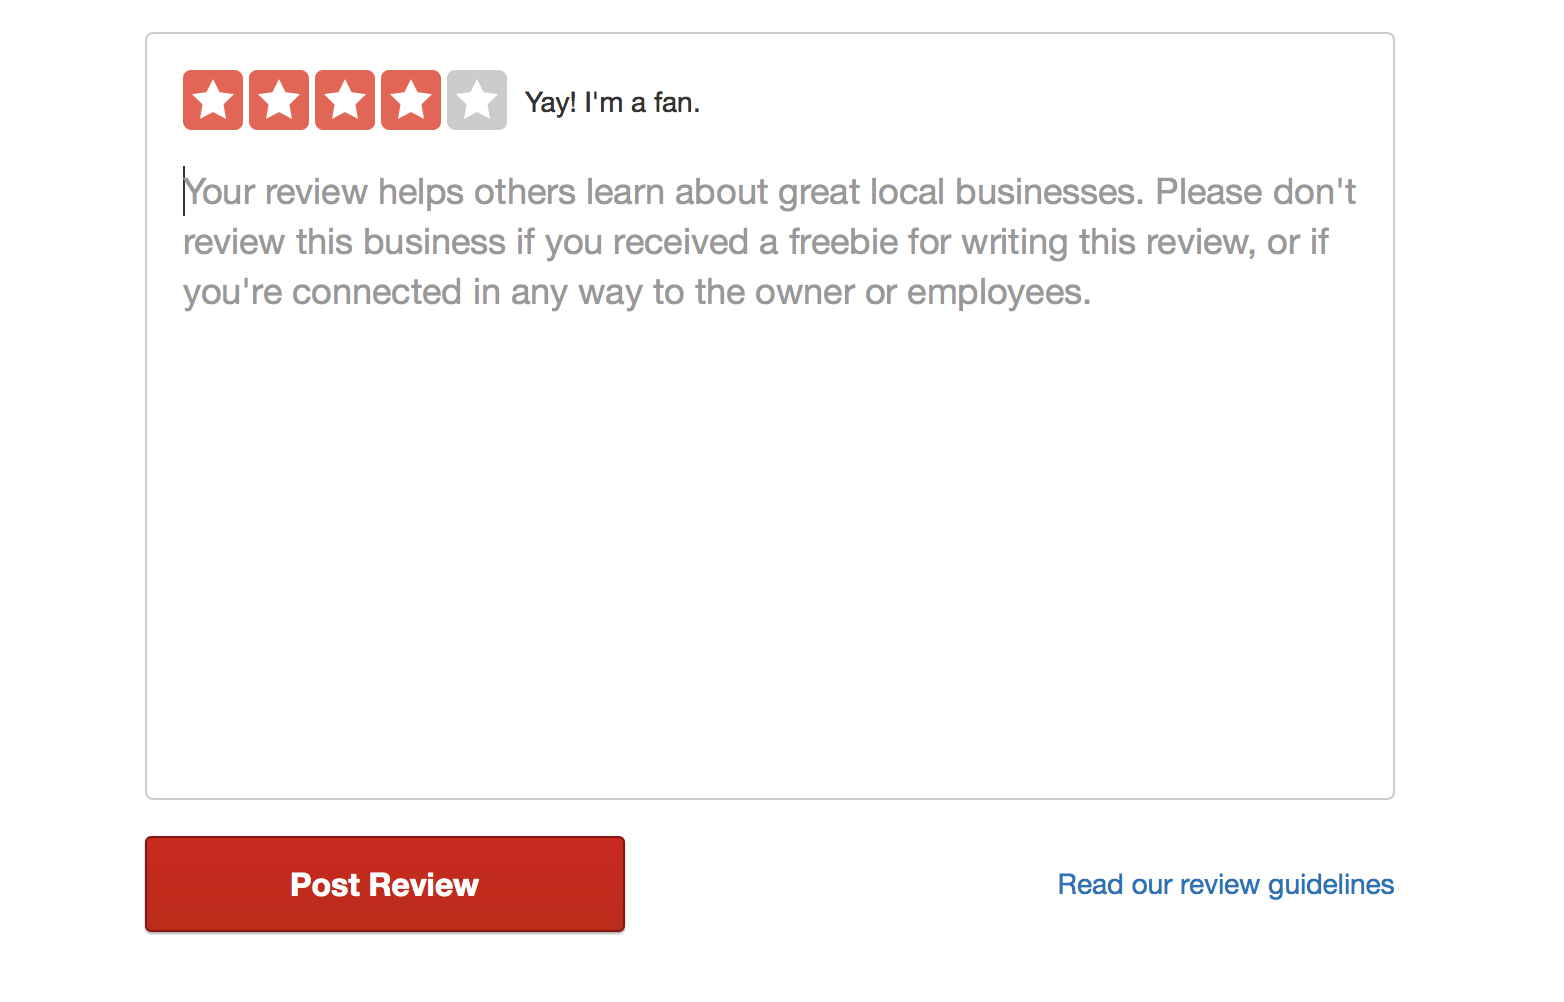 Yay! I'm a fan.
Your review helps others learn about great local businesses. Please don't
review this business if you received a freebie for writing this review, or if
you're connected in any way to the owner or employees.
Post Review
Read our review guidelines